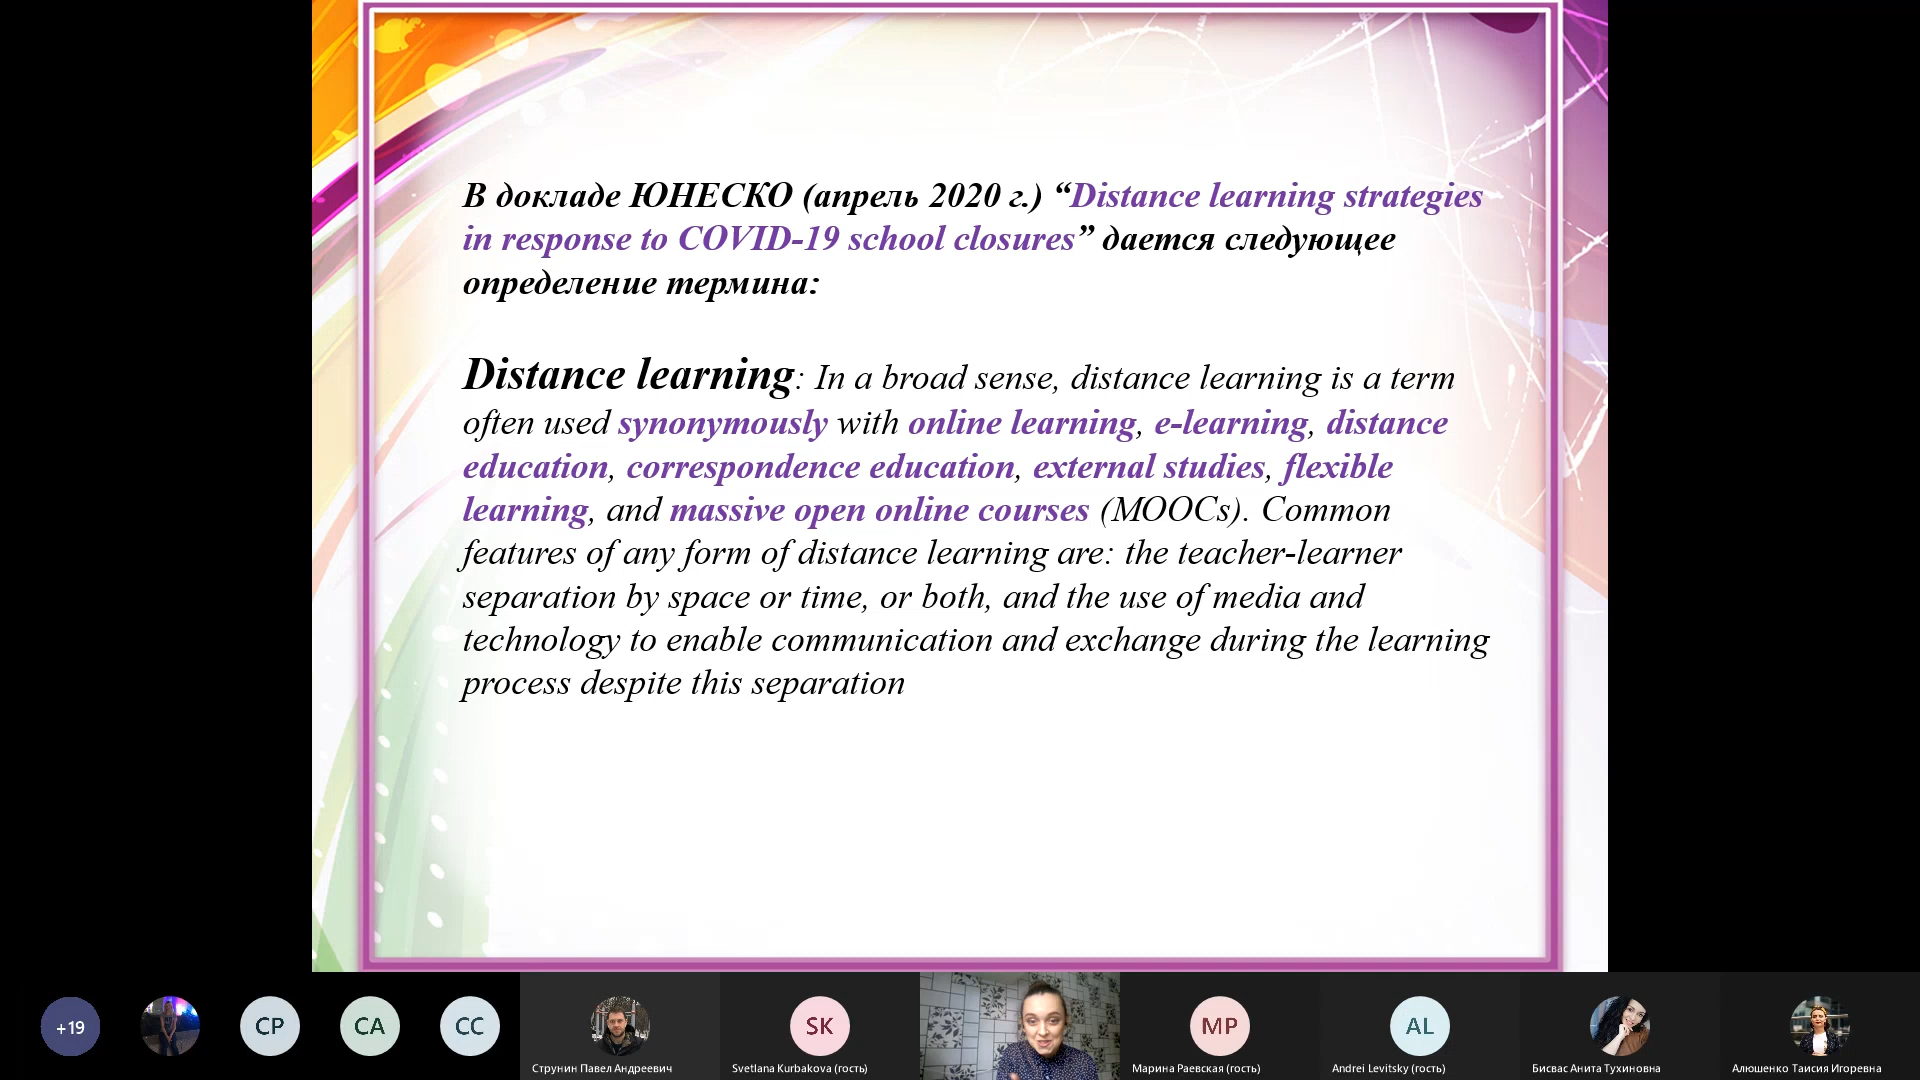 В докладе ЮНЕСКО (апрель 2020 г.) “Distance learning strategies
in response to COVID-19 school closures” дается следующее
определение термина:
Distance learning: In a broad sense, distance learning is a term
often used synonymously with online learning, e-learning, distance
education, correspondence education, external studies, flexible
learning, and massive open online courses (MOOCs). Common
features of any form of distance learning are: the teacher-learner
separation by space or time, or both, and the use of media and
technology to enable communication and exchange during the learning
process despite this separation
+19
СР
СА
СС
SK
МР
AL
Струнин Павел Андреевич
Svetlana Kurbakova (гость)
Марина Раевская (гость)
Andrei Levitsky (гость)
Бисвас Анита Тухиновна
Алюшенко Таисия Игоревна